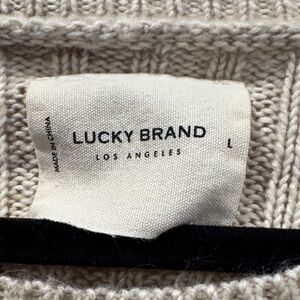 MADE IN CHINA
LUCKY BRAND
LOS ANGELES
L